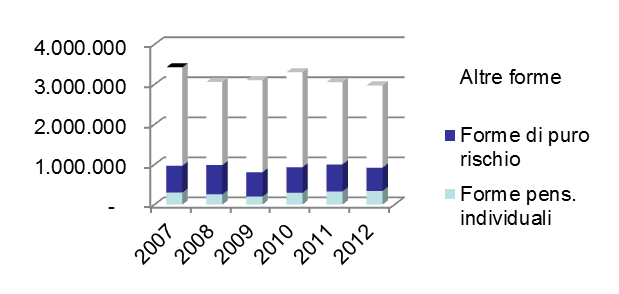 4.000.000
3.000.000
2.000.000
1.000.000
-
2007
2008
2009
2010
2011
2012
Altre forme
Forme di puro
rischio
Forme pens.
individuali